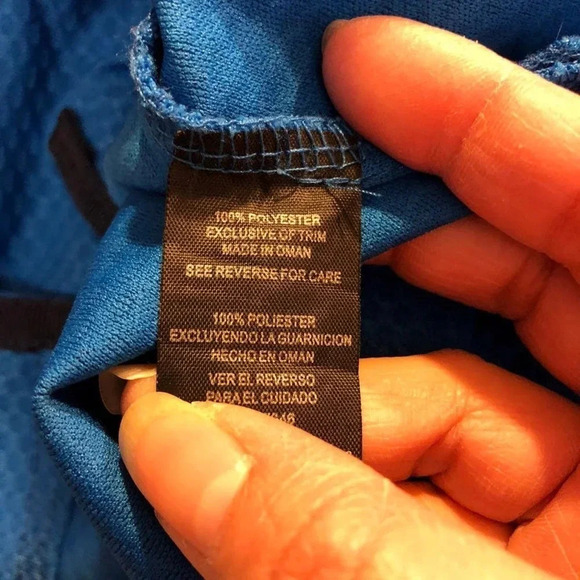 100% POLYESTER
EXCLUSIVE OF TRIM
MADE IN OMAN
SEE REVERSE FOR CARE
100% POLIESTER
EXCLUYENDO LA GUARNICION
HECHO EN OMAN
VER EL REVERSO
PARA EL CUIDADO